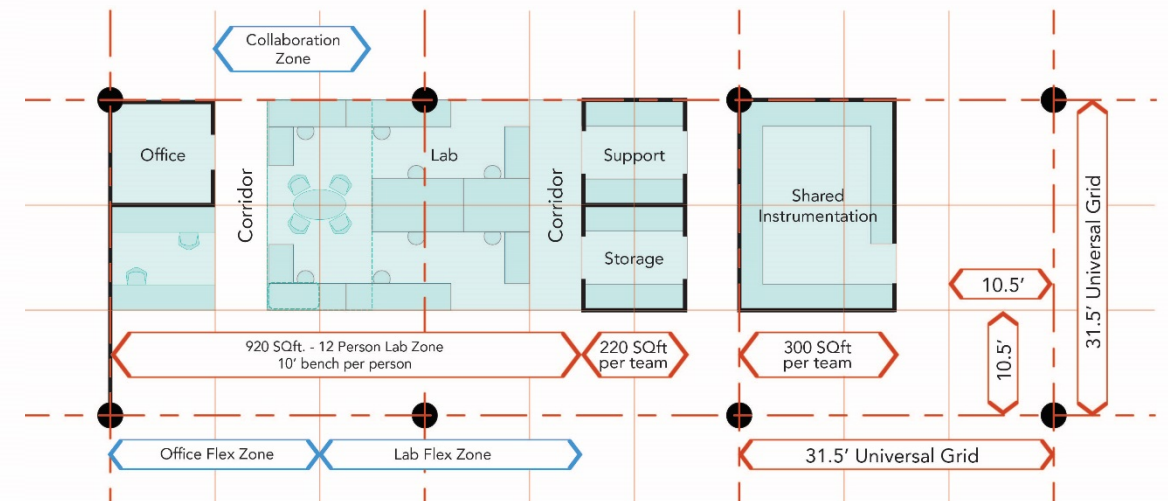 Collaboration
Zone
Office
Corridor
Lab
Corridor
Support
Storage
Shared
Instrumentation
10.5'
10.5'
31.5' Universal Grid
920 SQft. - 12 Person Lab Zone
10' bench per person
220 SQft
per team
300 SQft
per team
Office Flex Zone
Lab Flex Zone
31.5' Universal Grid